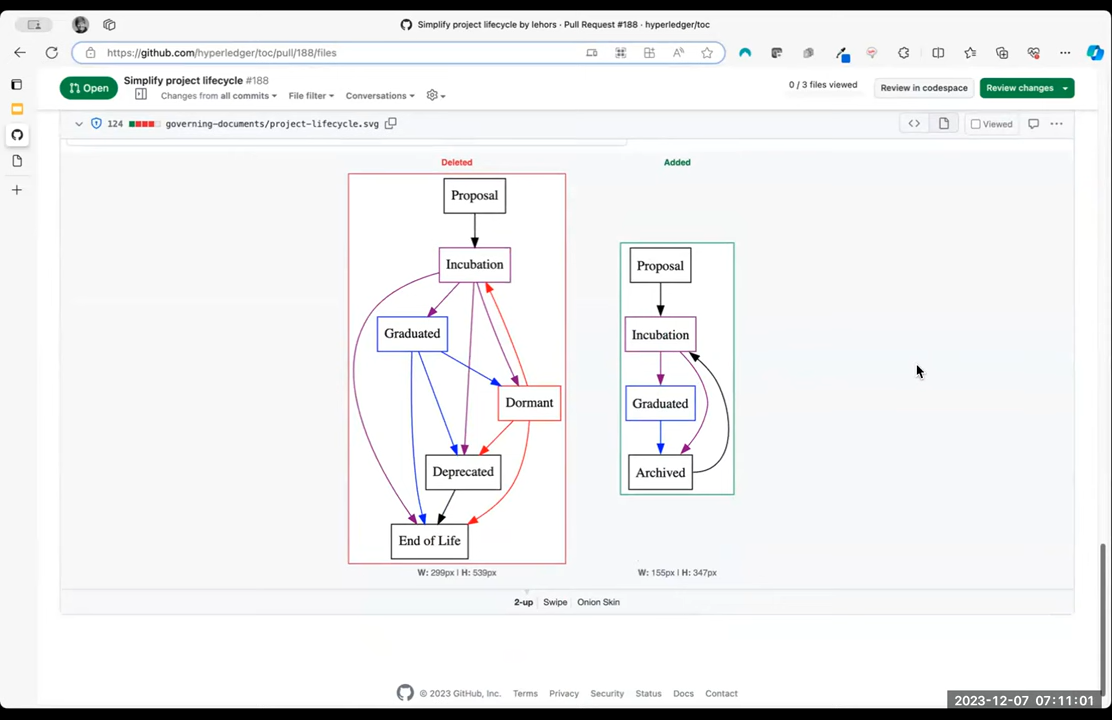 Simplify project lifecycle by lehors · Pull Request #188 · hyperledger/toc
https://github.com/hyperledger/toc/pull/188/files
Open
Simplify project lifecycle #188
Changes from all commits
File filter
Conversations
0 / 3 files viewed
Review in codespace
Review changes
124
governing-documents/project-lifecycle.svg
Viewed
Deleted
Added
Proposal
Incubation
Graduated
Dormant
Deprecated
End of Life
W: 299px | H: 539px
Proposal
Incubation
Graduated
Archived
W: 155px | H: 347px
2-up Swipe Onion Skin
© 2023 GitHub, Inc. Terms Privacy Security Status Docs Contact
2023-12-07 07:11:01